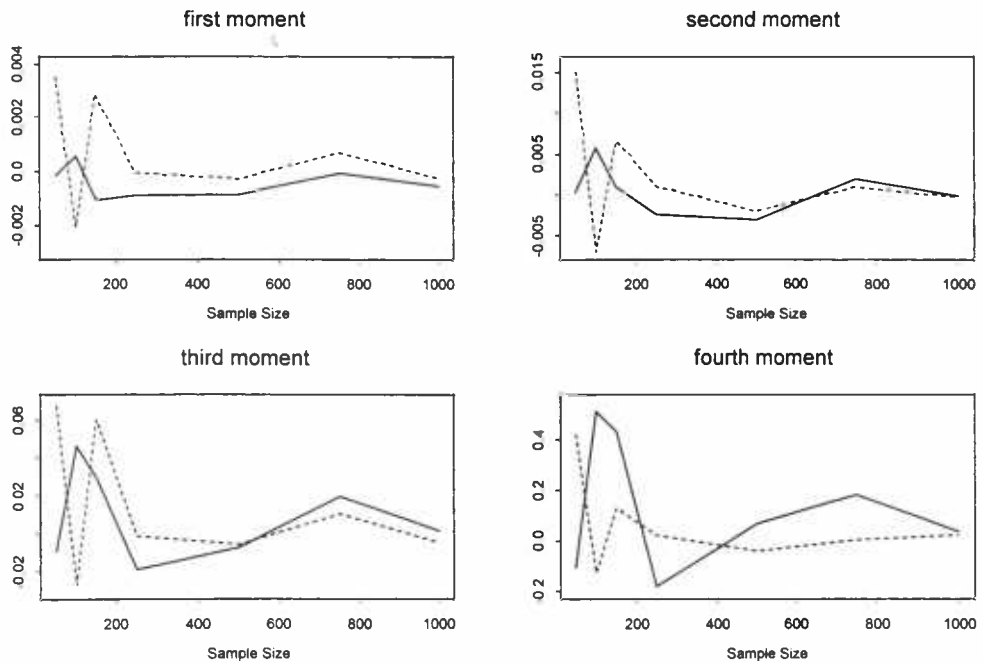 first moment
0.004
0.002
0.0
-0.002
200 400 600 800 1000
Sample Size
second moment
0.015
0.005
-0.005
200 400 600 800 1000
Sample Size
third moment
0.06
0.02
-0.02
200 400 600 800 1000
Sample Size
fourth moment
0.4
0.2
0.0
-0.2
200 400 600 800 1000
Sample Size